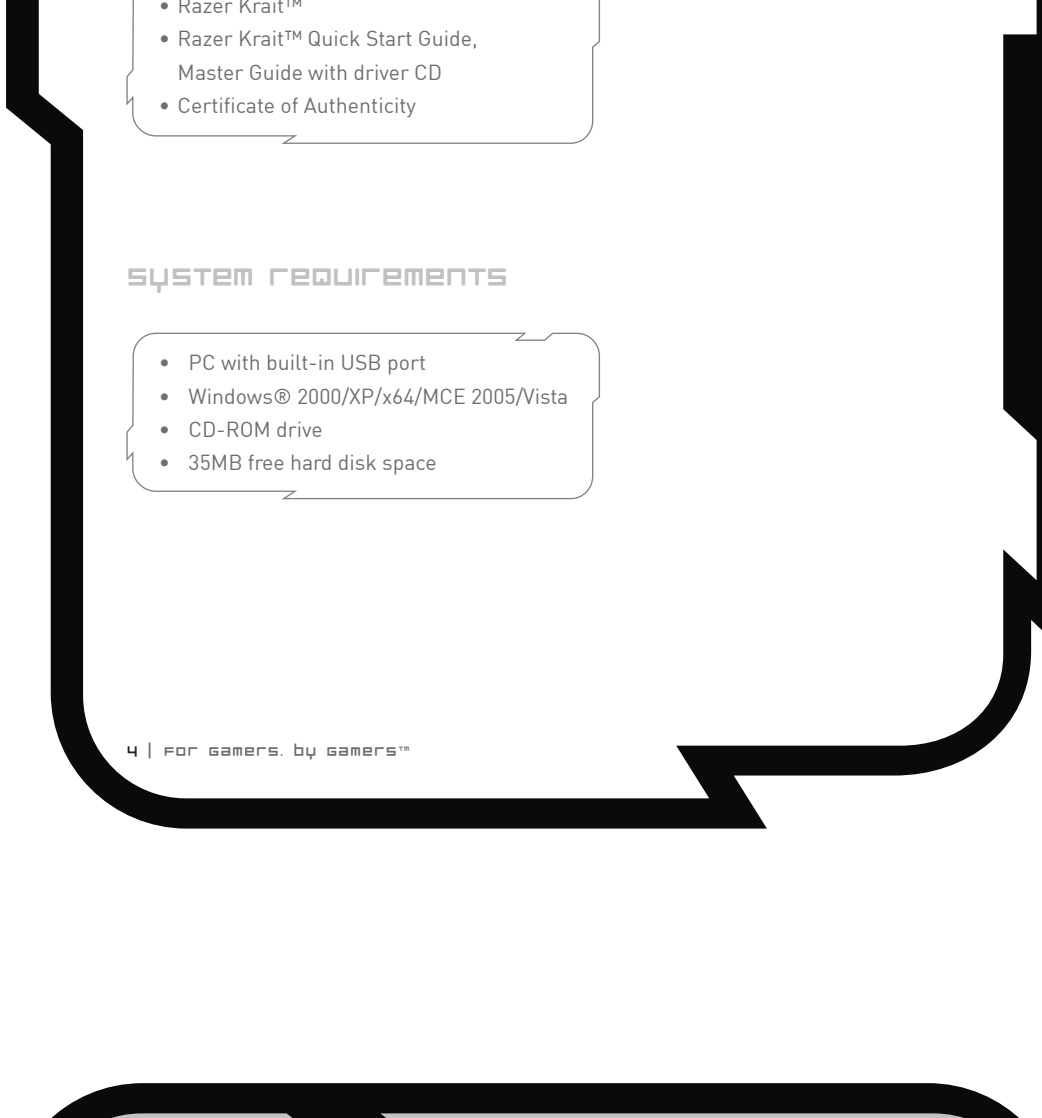 • Razer Krait™
• Razer Krait™ Quick Start Guide,
Master Guide with driver CD
• Certificate of Authenticity
system requirements
• PC with built-in USB port
• Windows® 2000/XP/x64/MCE 2005/Vista
• CD-ROM drive
• 35MB free hard disk space
4 | For Gamers. by Gamers™